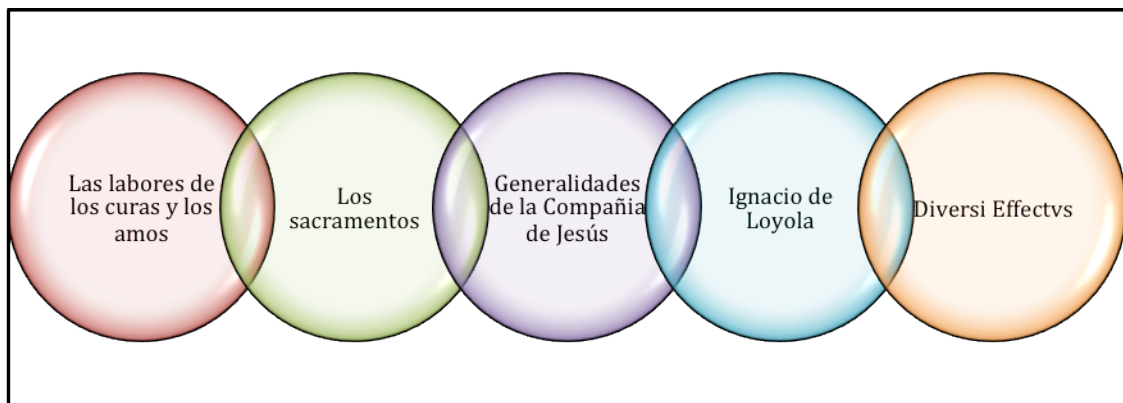 Las labores de
los curas y los
amos
Los
sacramentos
Generalidades
de la Compañia
de Jesús
Ignacio de
Loyola
Diversi Effectvs